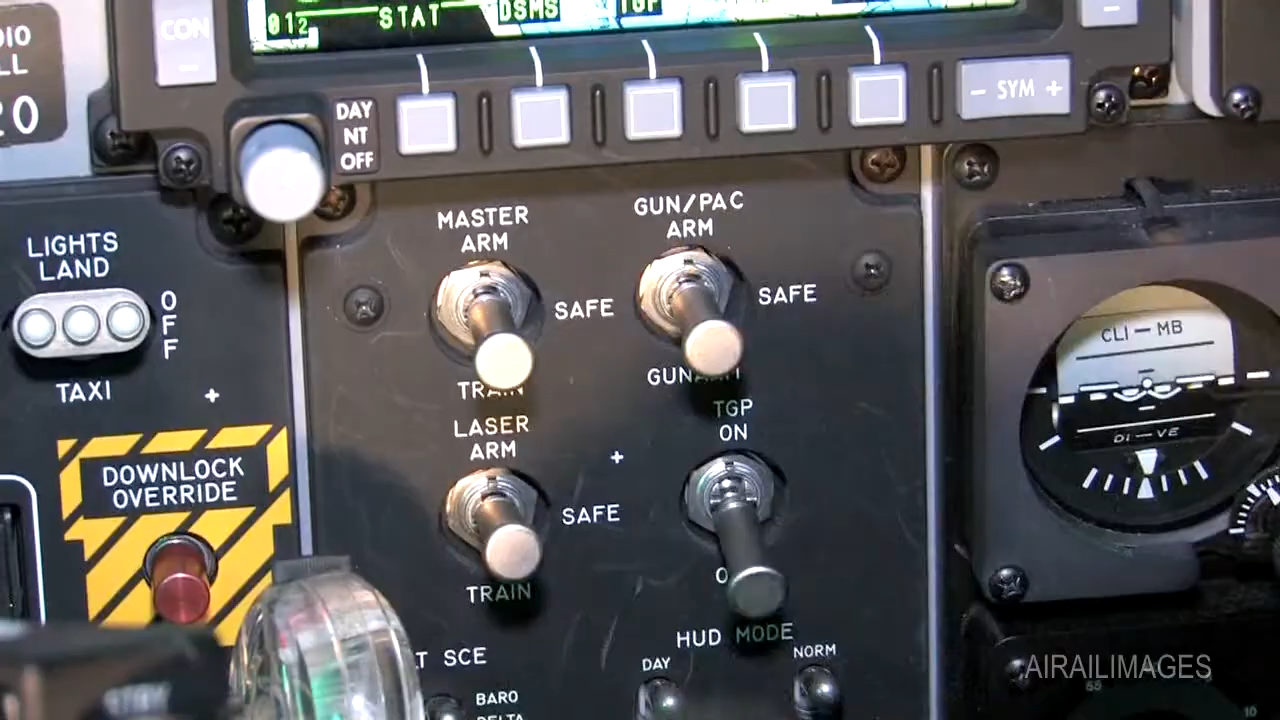 CON
012
STAT
DSMS
TGP
20
DAY
NT
OFF
- SYM +
MASTER
ARM
SAFE
GUN/PAC
ARM
SAFE
LIGHTS
LAND
OFF
TAXI
+
TRAIN
LASER
ARM
+
SAFE
TRAIN
TGP
ON
DOWNLOCK
OVERRIDE
CLI — MB
DI — VE
HUD MODE
DAY
NORM
SCE
BARO
DELTA
AIRAILIMAGES